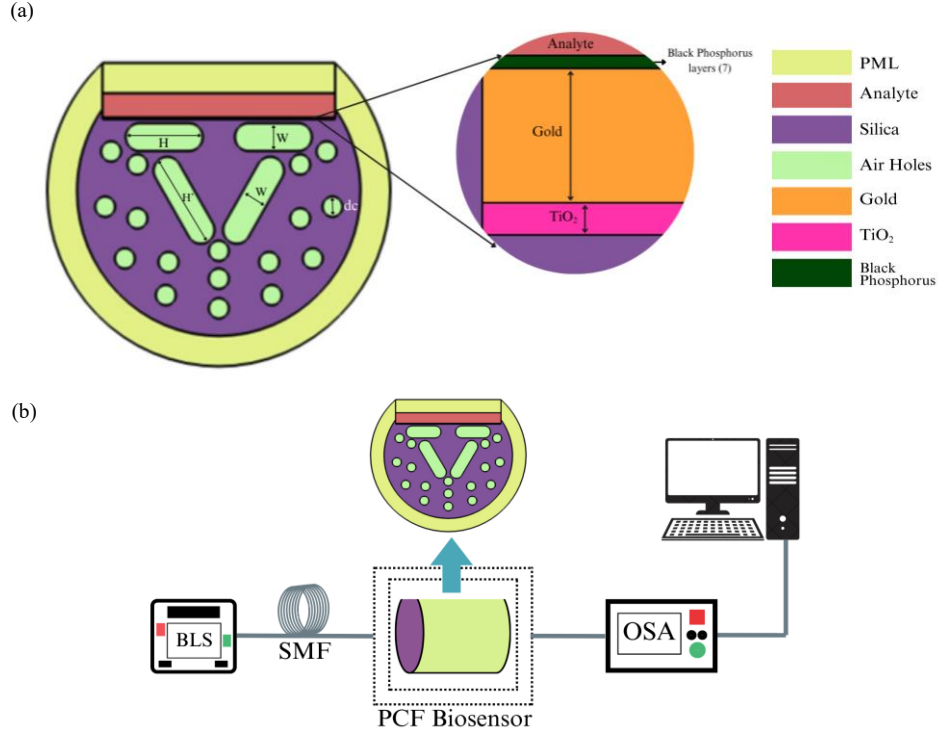 (a)
Analyte
Black Phosphorus
layers (7)
Gold
TiO₂
H
W
H'
W
dc
PML
Analyte
Silica
Air Holes
Gold
TiO₂
Black
Phosphorus
(b)
BLS
SMF
PCF Biosensor
OSA